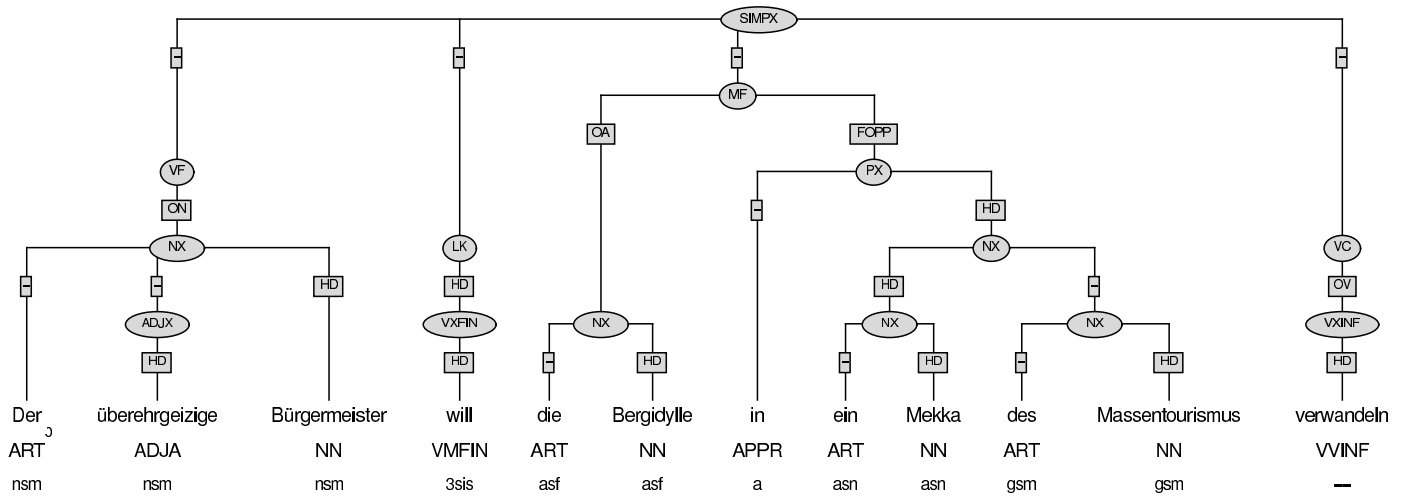 SIMPX
– – – –
MF
OA FOPP
VF PX
ON – HD
NX LK NX VC
– – HD HD HD – OV
ADJX VXFIN NX NX NX VXINF
HD HD – HD – HD – HD HD
Der überehrgeizige Bürgermeister will die Bergidylle in ein Mekka des Massentourismus verwandeln
ART ADJA NN VMFIN ART NN APPR ART NN ART NN VVINF
nsm nsm nsm 3sis asf asf a asn asn gsm gsm --